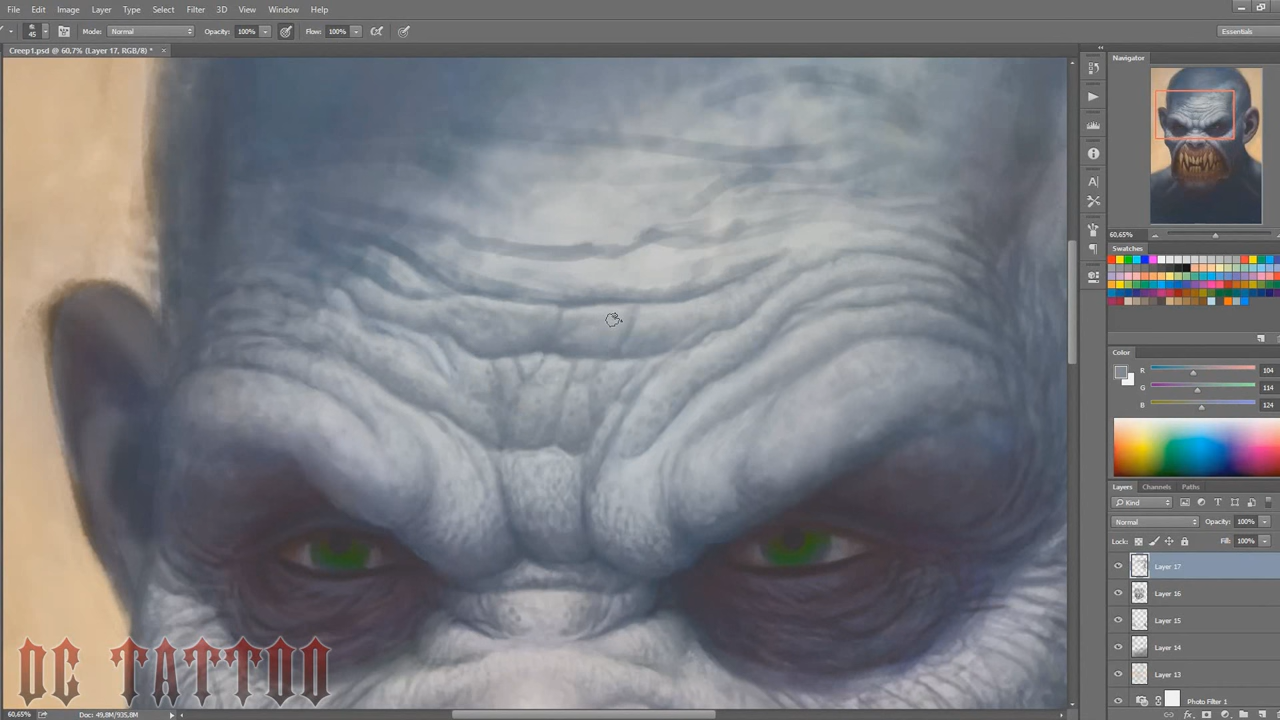 File Edit Image Layer Type Select Filter 3D View Window Help
45 Mode: Normal Opacity: 100% Flow: 100% Essentials
Creep1.psd @ 60,7% (Layer 17, RGB/8) * ×
Navigator
60,65%
Swatches
Color
R 104
G 114
B 124
Layers Channels Paths
Kind T
Normal Opacity: 100%
Lock: Fill: 100%
Layer 17
Layer 16
Layer 15
Layer 14
Layer 13
Photo Filter 1
fx
DC TATTOO
60,65% Doc: 49,8M/935,8M